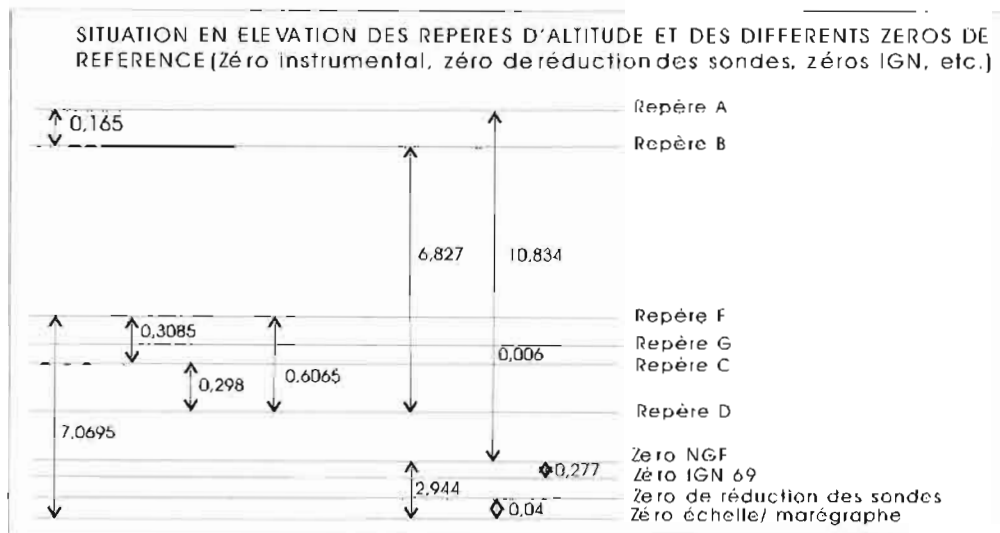 SITUATION EN ELEVATION DES REPERES D'ALTITUDE ET DES DIFFERENTS ZEROS DE
REFERENCE (Zéro instrumental, zéro de réduction des sondes, zéros IGN, etc.)
Repère A
0,165
Repère B
6,827
10,834
Repère F
0,3085
Repère G
0,006
Repère C
0,298
0,6065
Repère D
7,0695
Zero NGF
0,277
Zéro IGN 69
2,944
Zero de réduction des sondes
0,04
Zéro échelle/ marégraphe